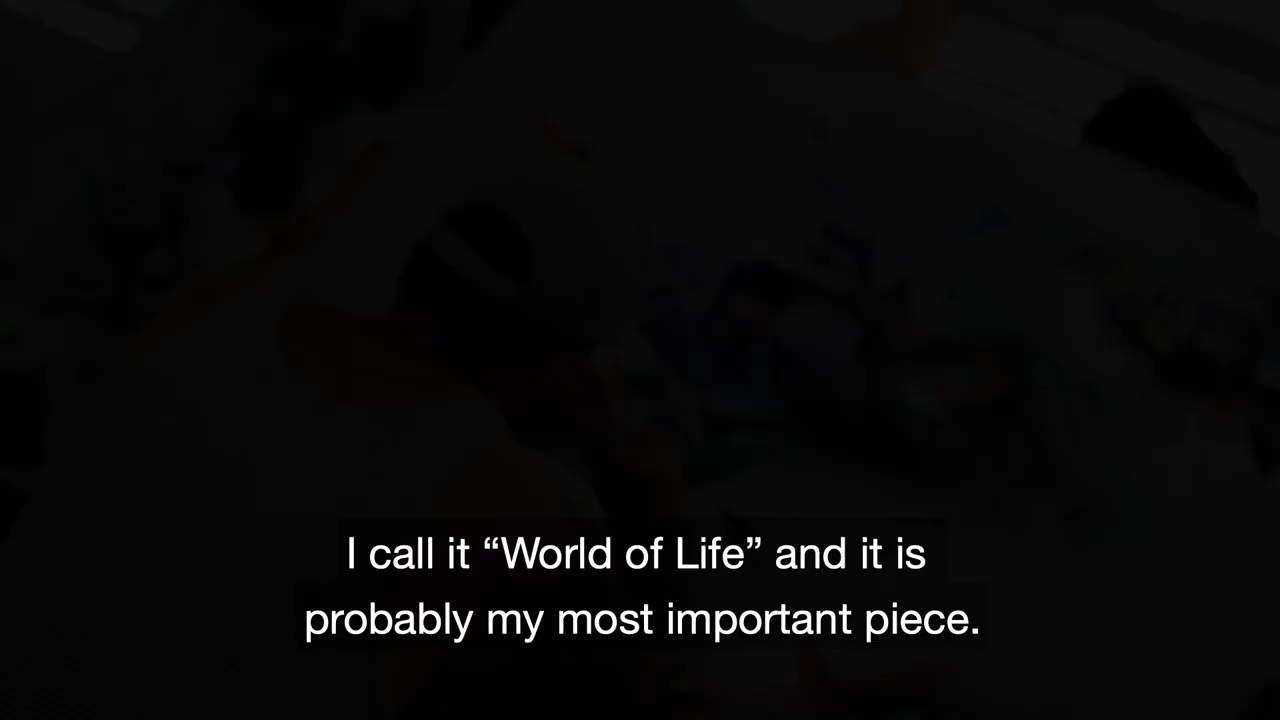 I call it “World of Life” and it is
probably my most important piece.